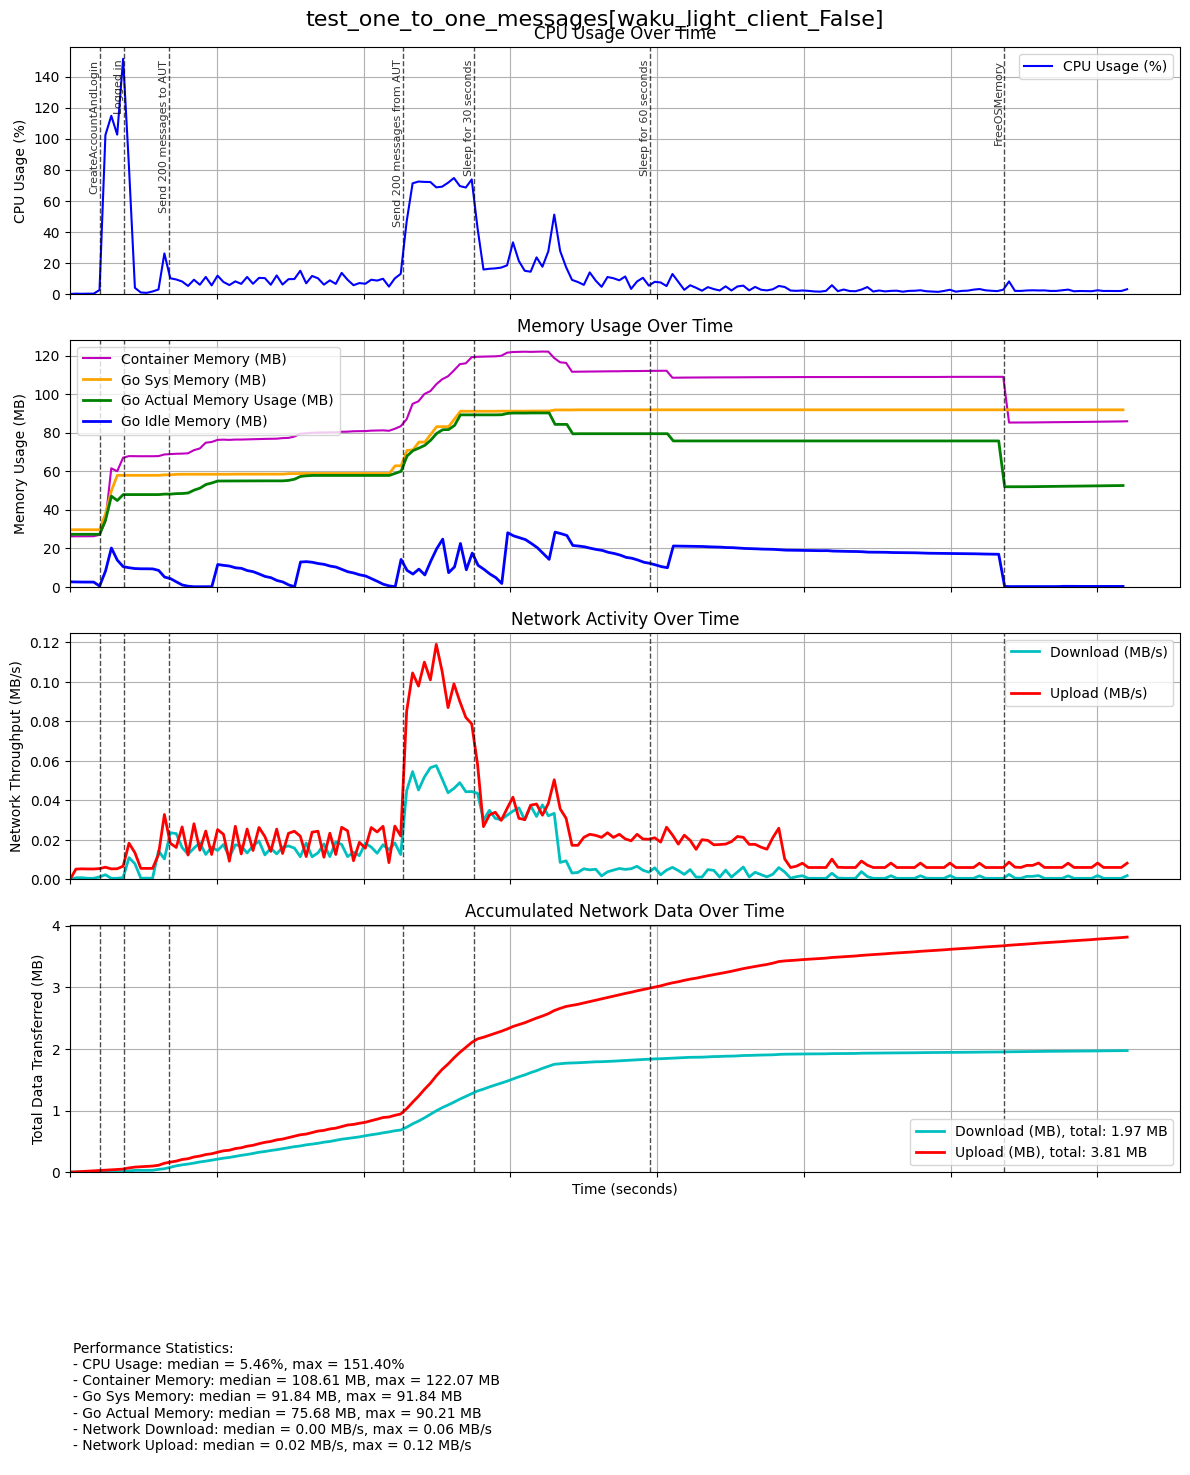 test_one_to_one_messages[waku_light_client_False]
CPU Usage Over Time
CPU Usage (%)
140
120
100
80
60
40
20
0
CreateAccountAndLogin
Logged in
Send 200 messages to AUT
Send 200 messages from AUT
Sleep for 30 seconds
Sleep for 60 seconds
FreeOSMemory
CPU Usage (%)
Memory Usage Over Time
Memory Usage (MB)
120
100
80
60
40
20
0
Container Memory (MB)
Go Sys Memory (MB)
Go Actual Memory Usage (MB)
Go Idle Memory (MB)
Network Activity Over Time
Network Throughput (MB/s)
0.12
0.10
0.08
0.06
0.04
0.02
0.00
Download (MB/s)
Upload (MB/s)
Accumulated Network Data Over Time
Total Data Transferred (MB)
4
3
2
1
0
Download (MB), total: 1.97 MB
Upload (MB), total: 3.81 MB
Time (seconds)
Performance Statistics:
- CPU Usage: median = 5.46%, max = 151.40%
- Container Memory: median = 108.61 MB, max = 122.07 MB
- Go Sys Memory: median = 91.84 MB, max = 91.84 MB
- Go Actual Memory: median = 75.68 MB, max = 90.21 MB
- Network Download: median = 0.00 MB/s, max = 0.06 MB/s
- Network Upload: median = 0.02 MB/s, max = 0.12 MB/s